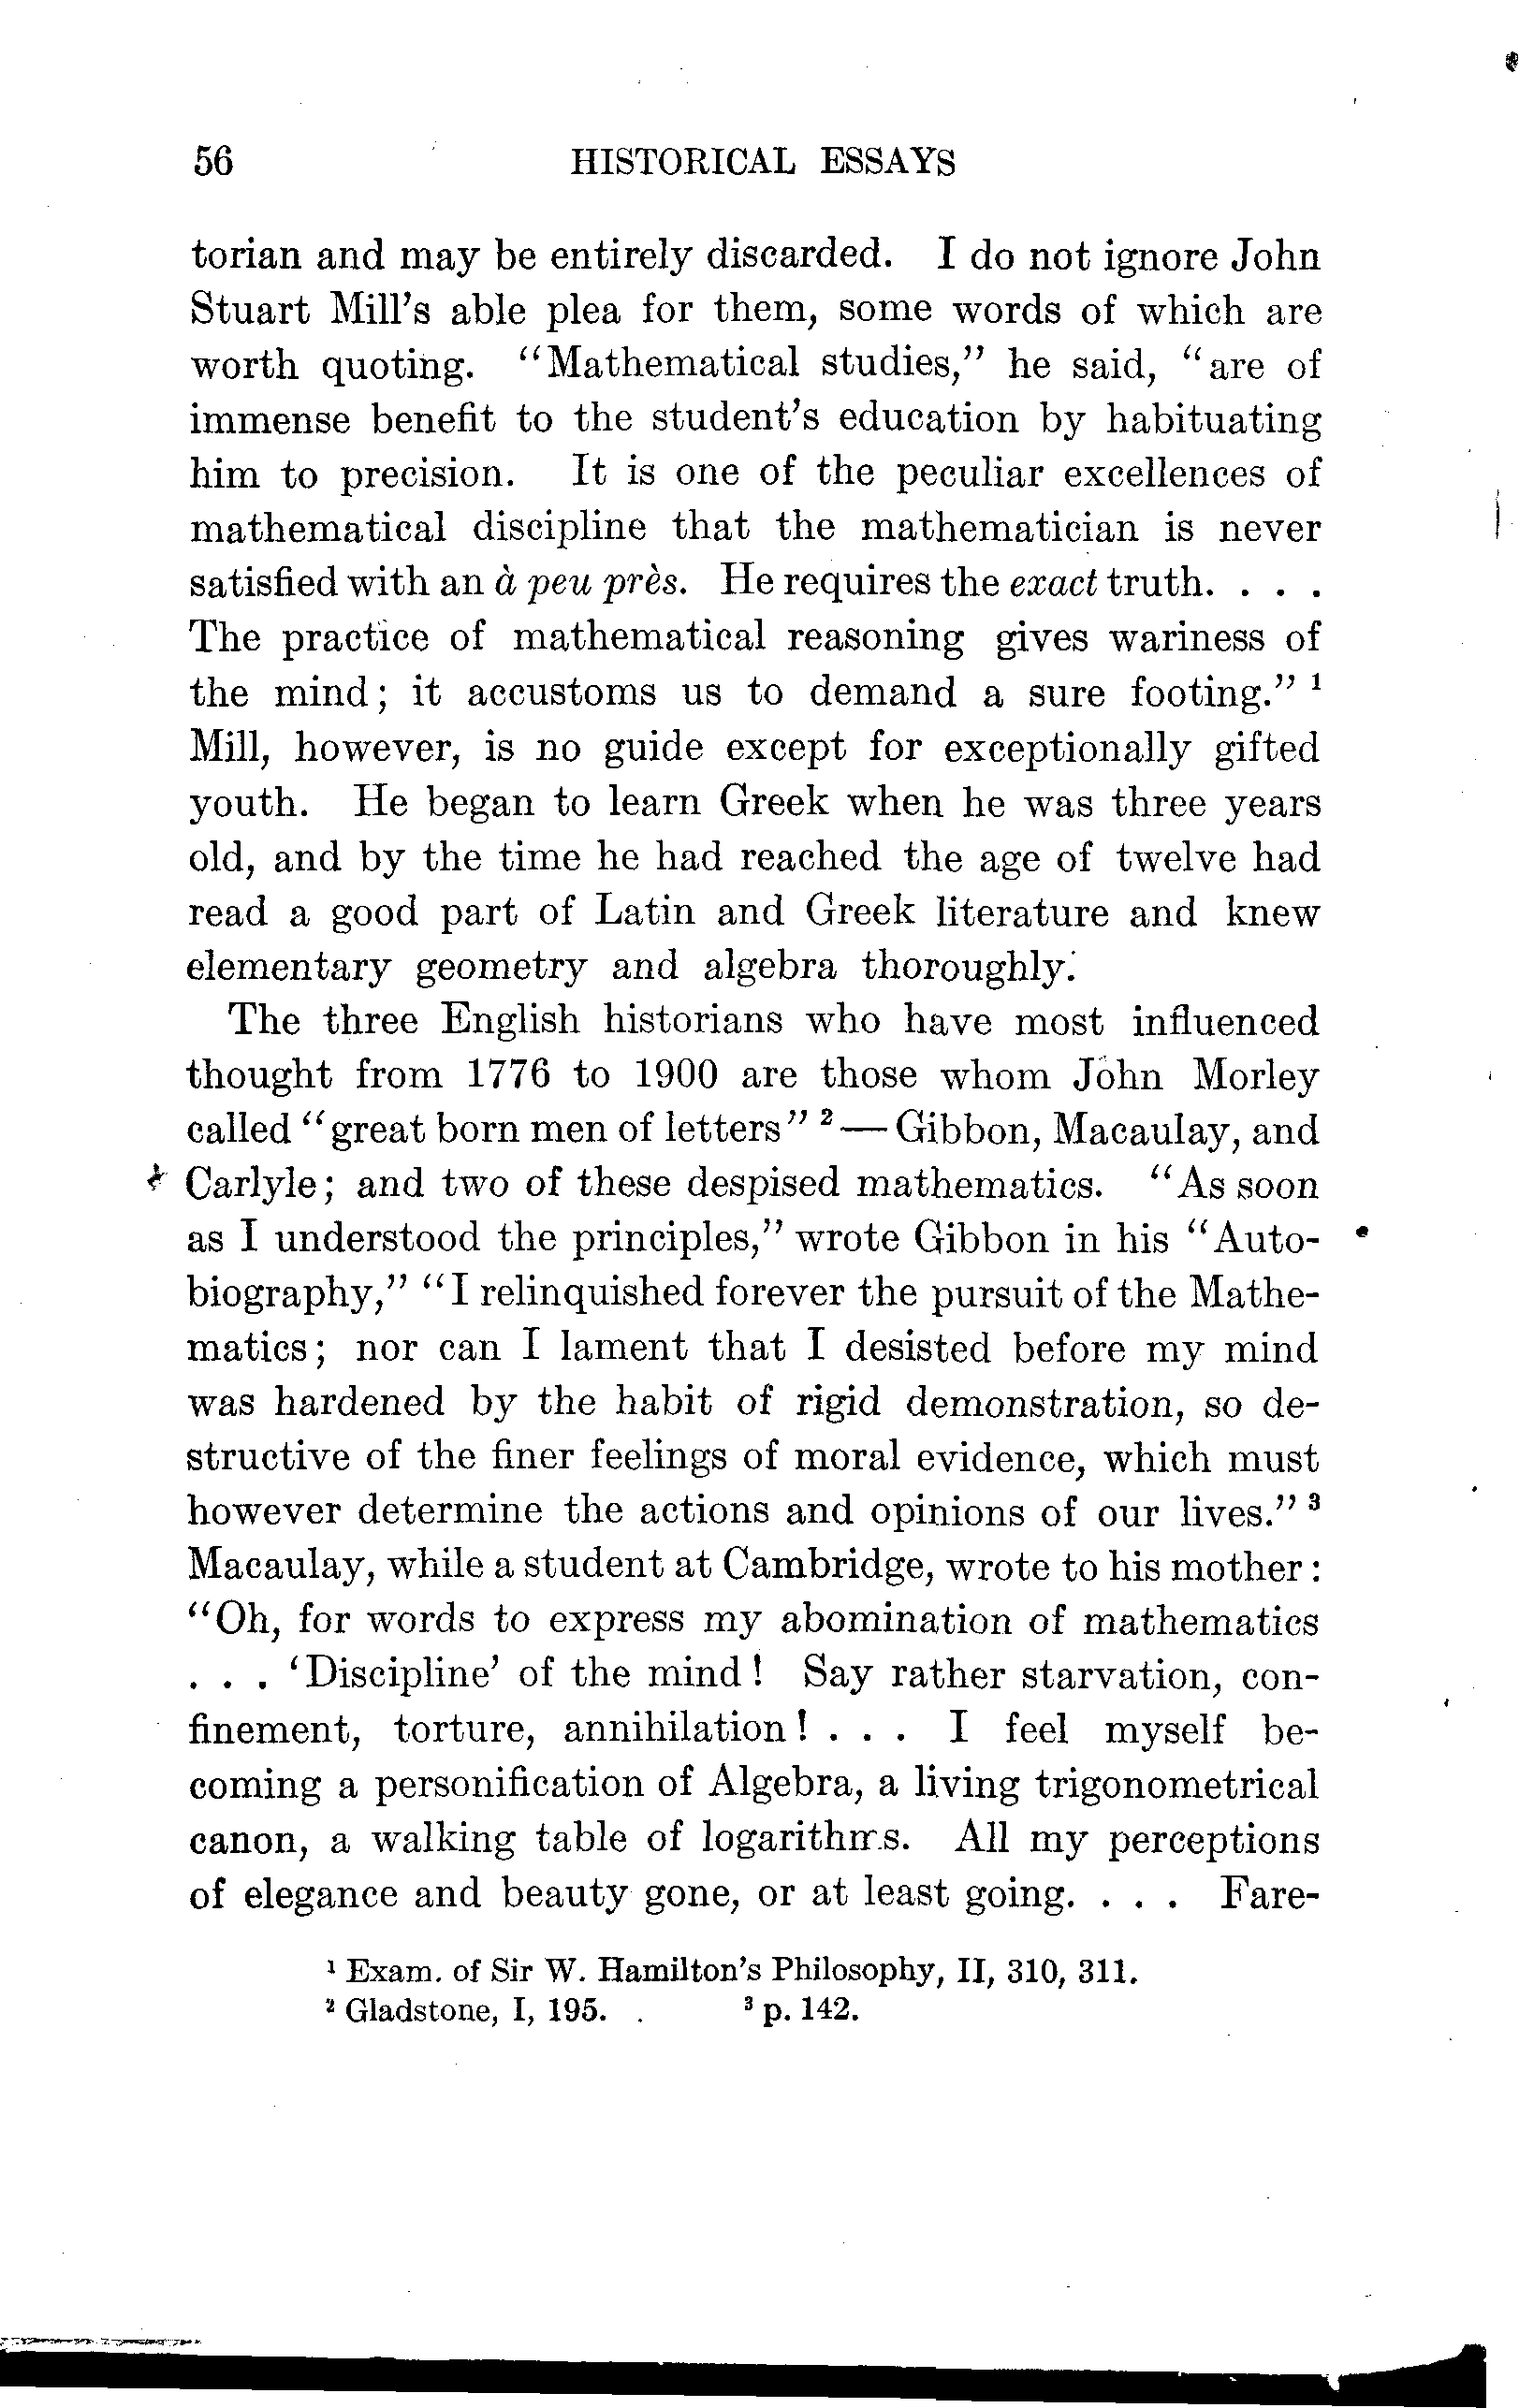 56 HISTORICAL ESSAYS
torian and may be entirely discarded. I do not ignore John
Stuart Mill's able plea for them, some words of which are
worth quoting. "Mathematical studies," he said, "are of
immense benefit to the student's education by habituating
him to precision. It is one of the peculiar excellences of
mathematical discipline that the mathematician is never
satisfied with an à peu près. He requires the exact truth. . . .
The practice of mathematical reasoning gives wariness of
the mind; it accustoms us to demand a sure footing." ¹
Mill, however, is no guide except for exceptionally gifted
youth. He began to learn Greek when he was three years
old, and by the time he had reached the age of twelve had
read a good part of Latin and Greek literature and knew
elementary geometry and algebra thoroughly.
The three English historians who have most influenced
thought from 1776 to 1900 are those whom John Morley
called "great born men of letters" ² — Gibbon, Macaulay, and
Carlyle; and two of these despised mathematics. "As soon
as I understood the principles," wrote Gibbon in his "Auto-
biography," "I relinquished forever the pursuit of the Mathe-
matics; nor can I lament that I desisted before my mind
was hardened by the habit of rigid demonstration, so de-
structive of the finer feelings of moral evidence, which must
however determine the actions and opinions of our lives." ³
Macaulay, while a student at Cambridge, wrote to his mother:
"Oh, for words to express my abomination of mathematics
. . . 'Discipline' of the mind! Say rather starvation, con-
finement, torture, annihilation! . . . I feel myself be-
coming a personification of Algebra, a living trigonometrical
canon, a walking table of logarithms. All my perceptions
of elegance and beauty gone, or at least going. . . . Fare-
¹ Exam. of Sir W. Hamilton's Philosophy, II, 310, 311.
² Gladstone, I, 195. ³ p. 142.